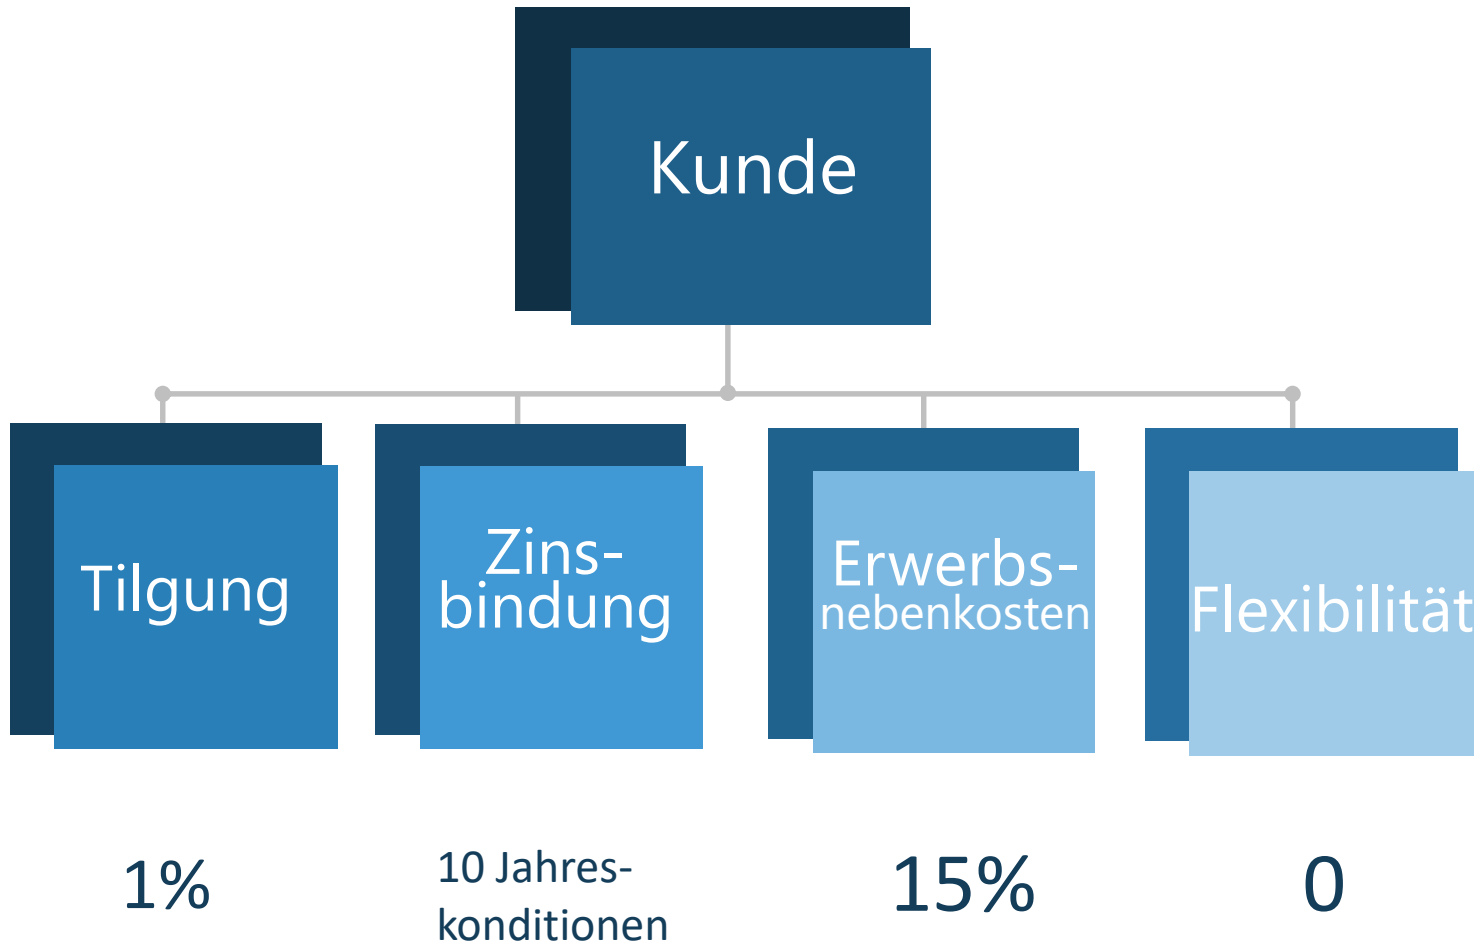 Kunde
Tilgung
Zins-
bindung
Erwerbs-
nebenkosten
Flexibilität
1%
10 Jahres-
konditionen
15%
0